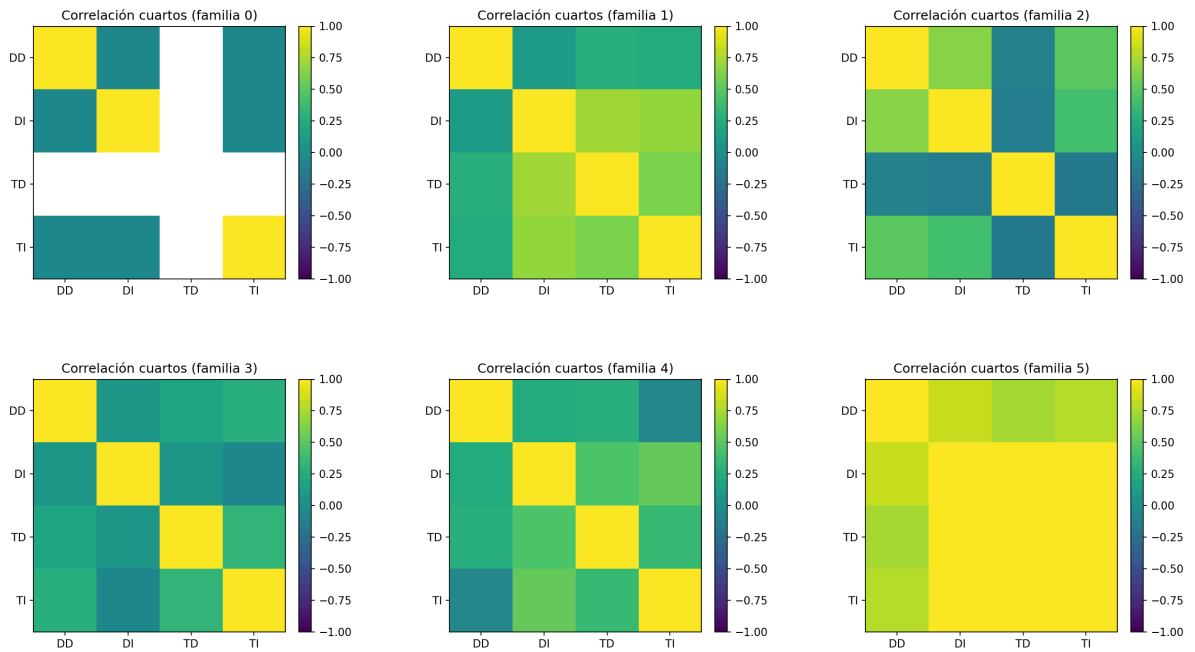 Correlación cuartos (familia 0)
DD
DI
TD
TI
DD DI TD TI
1.00
0.75
0.50
0.25
0.00
−0.25
−0.50
−0.75
−1.00
Correlación cuartos (familia 1)
DD
DI
TD
TI
DD DI TD TI
1.00
0.75
0.50
0.25
0.00
−0.25
−0.50
−0.75
−1.00
Correlación cuartos (familia 2)
DD
DI
TD
TI
DD DI TD TI
1.00
0.75
0.50
0.25
0.00
−0.25
−0.50
−0.75
−1.00
Correlación cuartos (familia 3)
DD
DI
TD
TI
DD DI TD TI
1.00
0.75
0.50
0.25
0.00
−0.25
−0.50
−0.75
−1.00
Correlación cuartos (familia 4)
DD
DI
TD
TI
DD DI TD TI
1.00
0.75
0.50
0.25
0.00
−0.25
−0.50
−0.75
−1.00
Correlación cuartos (familia 5)
DD
DI
TD
TI
DD DI TD TI
1.00
0.75
0.50
0.25
0.00
−0.25
−0.50
−0.75
−1.00